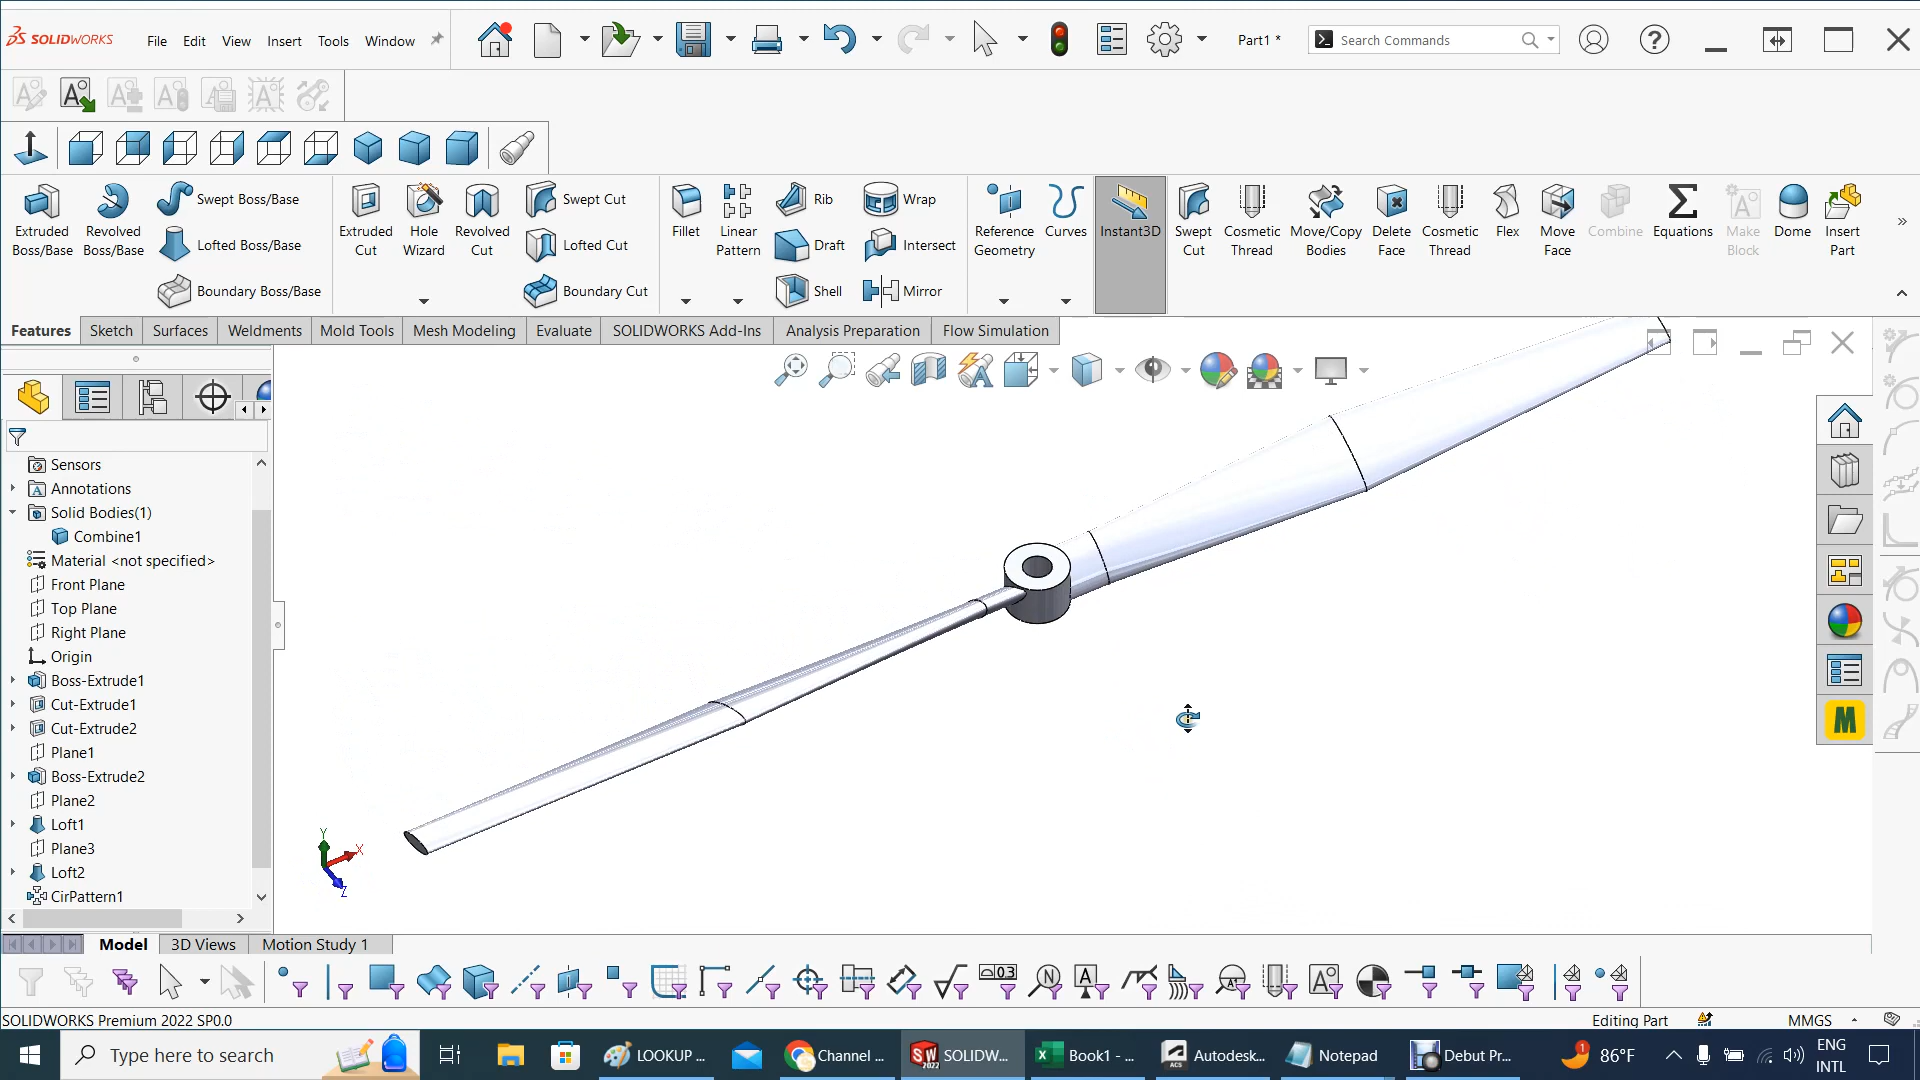 SOLIDWORKS
File Edit View Insert Tools Window
Part1 *
Search Commands
Extruded Boss/Base
Revolved Boss/Base
Swept Boss/Base
Lofted Boss/Base
Boundary Boss/Base
Extruded Cut
Hole Wizard
Revolved Cut
Swept Cut
Lofted Cut
Boundary Cut
Fillet
Linear Pattern
Rib
Draft
Shell
Wrap
Intersect
Mirror
Reference Geometry
Curves
Instant3D
Swept Cut
Cosmetic Thread
Move/Copy Bodies
Delete Face
Cosmetic Thread
Flex
Move Face
Combine
Equations
Make Block
Dome
Insert Part
Features Sketch Surfaces Weldments Mold Tools Mesh Modeling Evaluate SOLIDWORKS Add-Ins Analysis Preparation Flow Simulation
Sensors
Annotations
Solid Bodies(1)
Combine1
Material <not specified>
Front Plane
Top Plane
Right Plane
Origin
Boss-Extrude1
Cut-Extrude1
Cut-Extrude2
Plane1
Boss-Extrude2
Plane2
Loft1
Plane3
Loft2
CirPattern1
Y
X
Z
M
Model 3D Views Motion Study 1
SOLIDWORKS Premium 2022 SP0.0
Editing Part
MMGS
Type here to search
LOOKUP ...
Channel ...
SOLIDW...
Book1 - ...
Autodesk...
Notepad
Debut Pr...
86°F
ENG
INTL